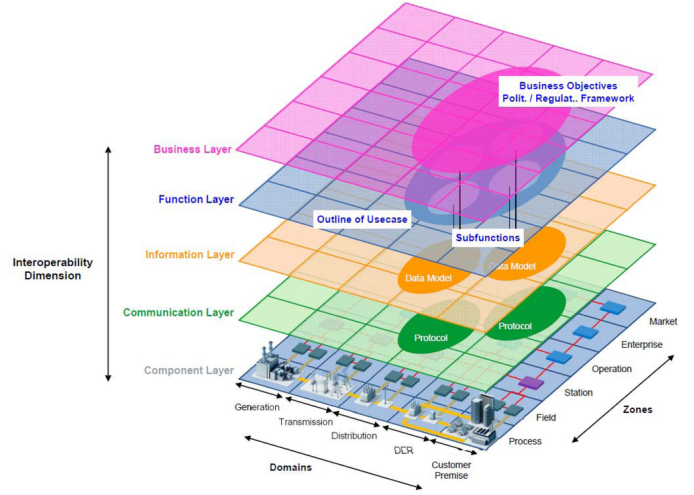 Business Objectives
Polit. / Regulat.. Framework
Business Layer
Function Layer
Outline of Usecase
Subfunctions
Information Layer
Interoperability
Dimension
Data Model
Data Model
Communication Layer
Protocol
Protocol
Component Layer
Market
Enterprise
Operation
Station
Field
Process
Zones
Generation
Transmission
Distribution
DER
Customer
Premise
Domains